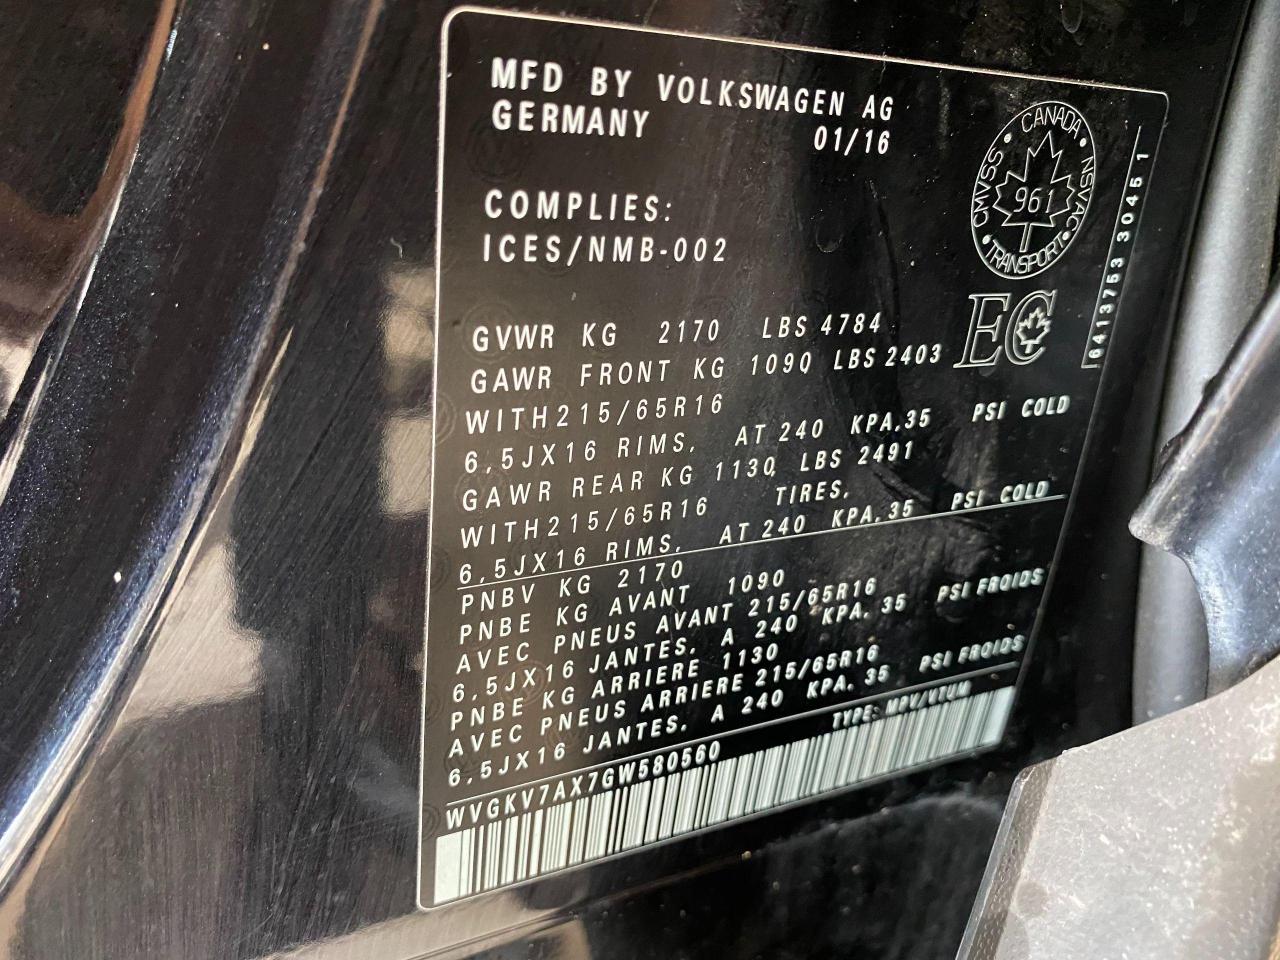 MFD BY VOLKSWAGEN AG
GERMANY 01/16
CANADA
CMVSS
NSVAC
961
TRANSPORT
COMPLIES:
ICES/NMB-002
EC
6413753 30451
GVWR KG 2170 LBS 4784
GAWR FRONT KG 1090 LBS 2403
WITH215/65R16
6,5JX16 RIMS, AT 240 KPA,35 PSI COLD
GAWR REAR KG 1130 LBS 2491
WITH215/65R16 TIRES,
6,5JX16 RIMS, AT 240 KPA,35 PSI COLD
PNBV KG 2170
PNBE KG AVANT 1090
AVEC PNEUS AVANT 215/65R16
6,5JX16 JANTES. A 240 KPA. 35 PSI FROIDS
PNBE KG ARRIERE 1130
AVEC PNEUS ARRIERE 215/65R16
6,5JX16 JANTES. A 240 KPA. 35 PSI FROIDS
WVGKV7AX7GW580560 TYPE: MPV/VTUM